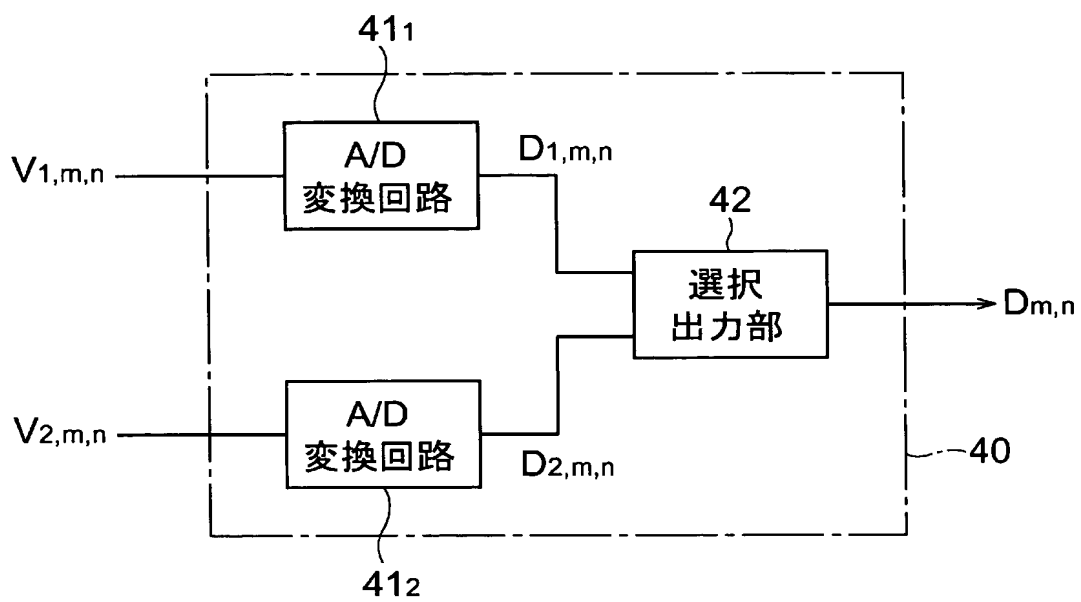 41₁
V1,m,n
A/D
変換回路
D1,m,n
42
選択
出力部
Dm,n
V2,m,n
A/D
変換回路
D2,m,n
40
41₂